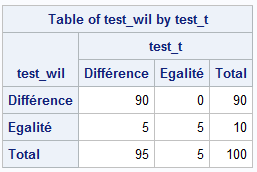 Table of test_wil by test_t
test_t
test_wil Différence Egalité Total
Différence 90 0 90
Egalité 5 5 10
Total 95 5 100